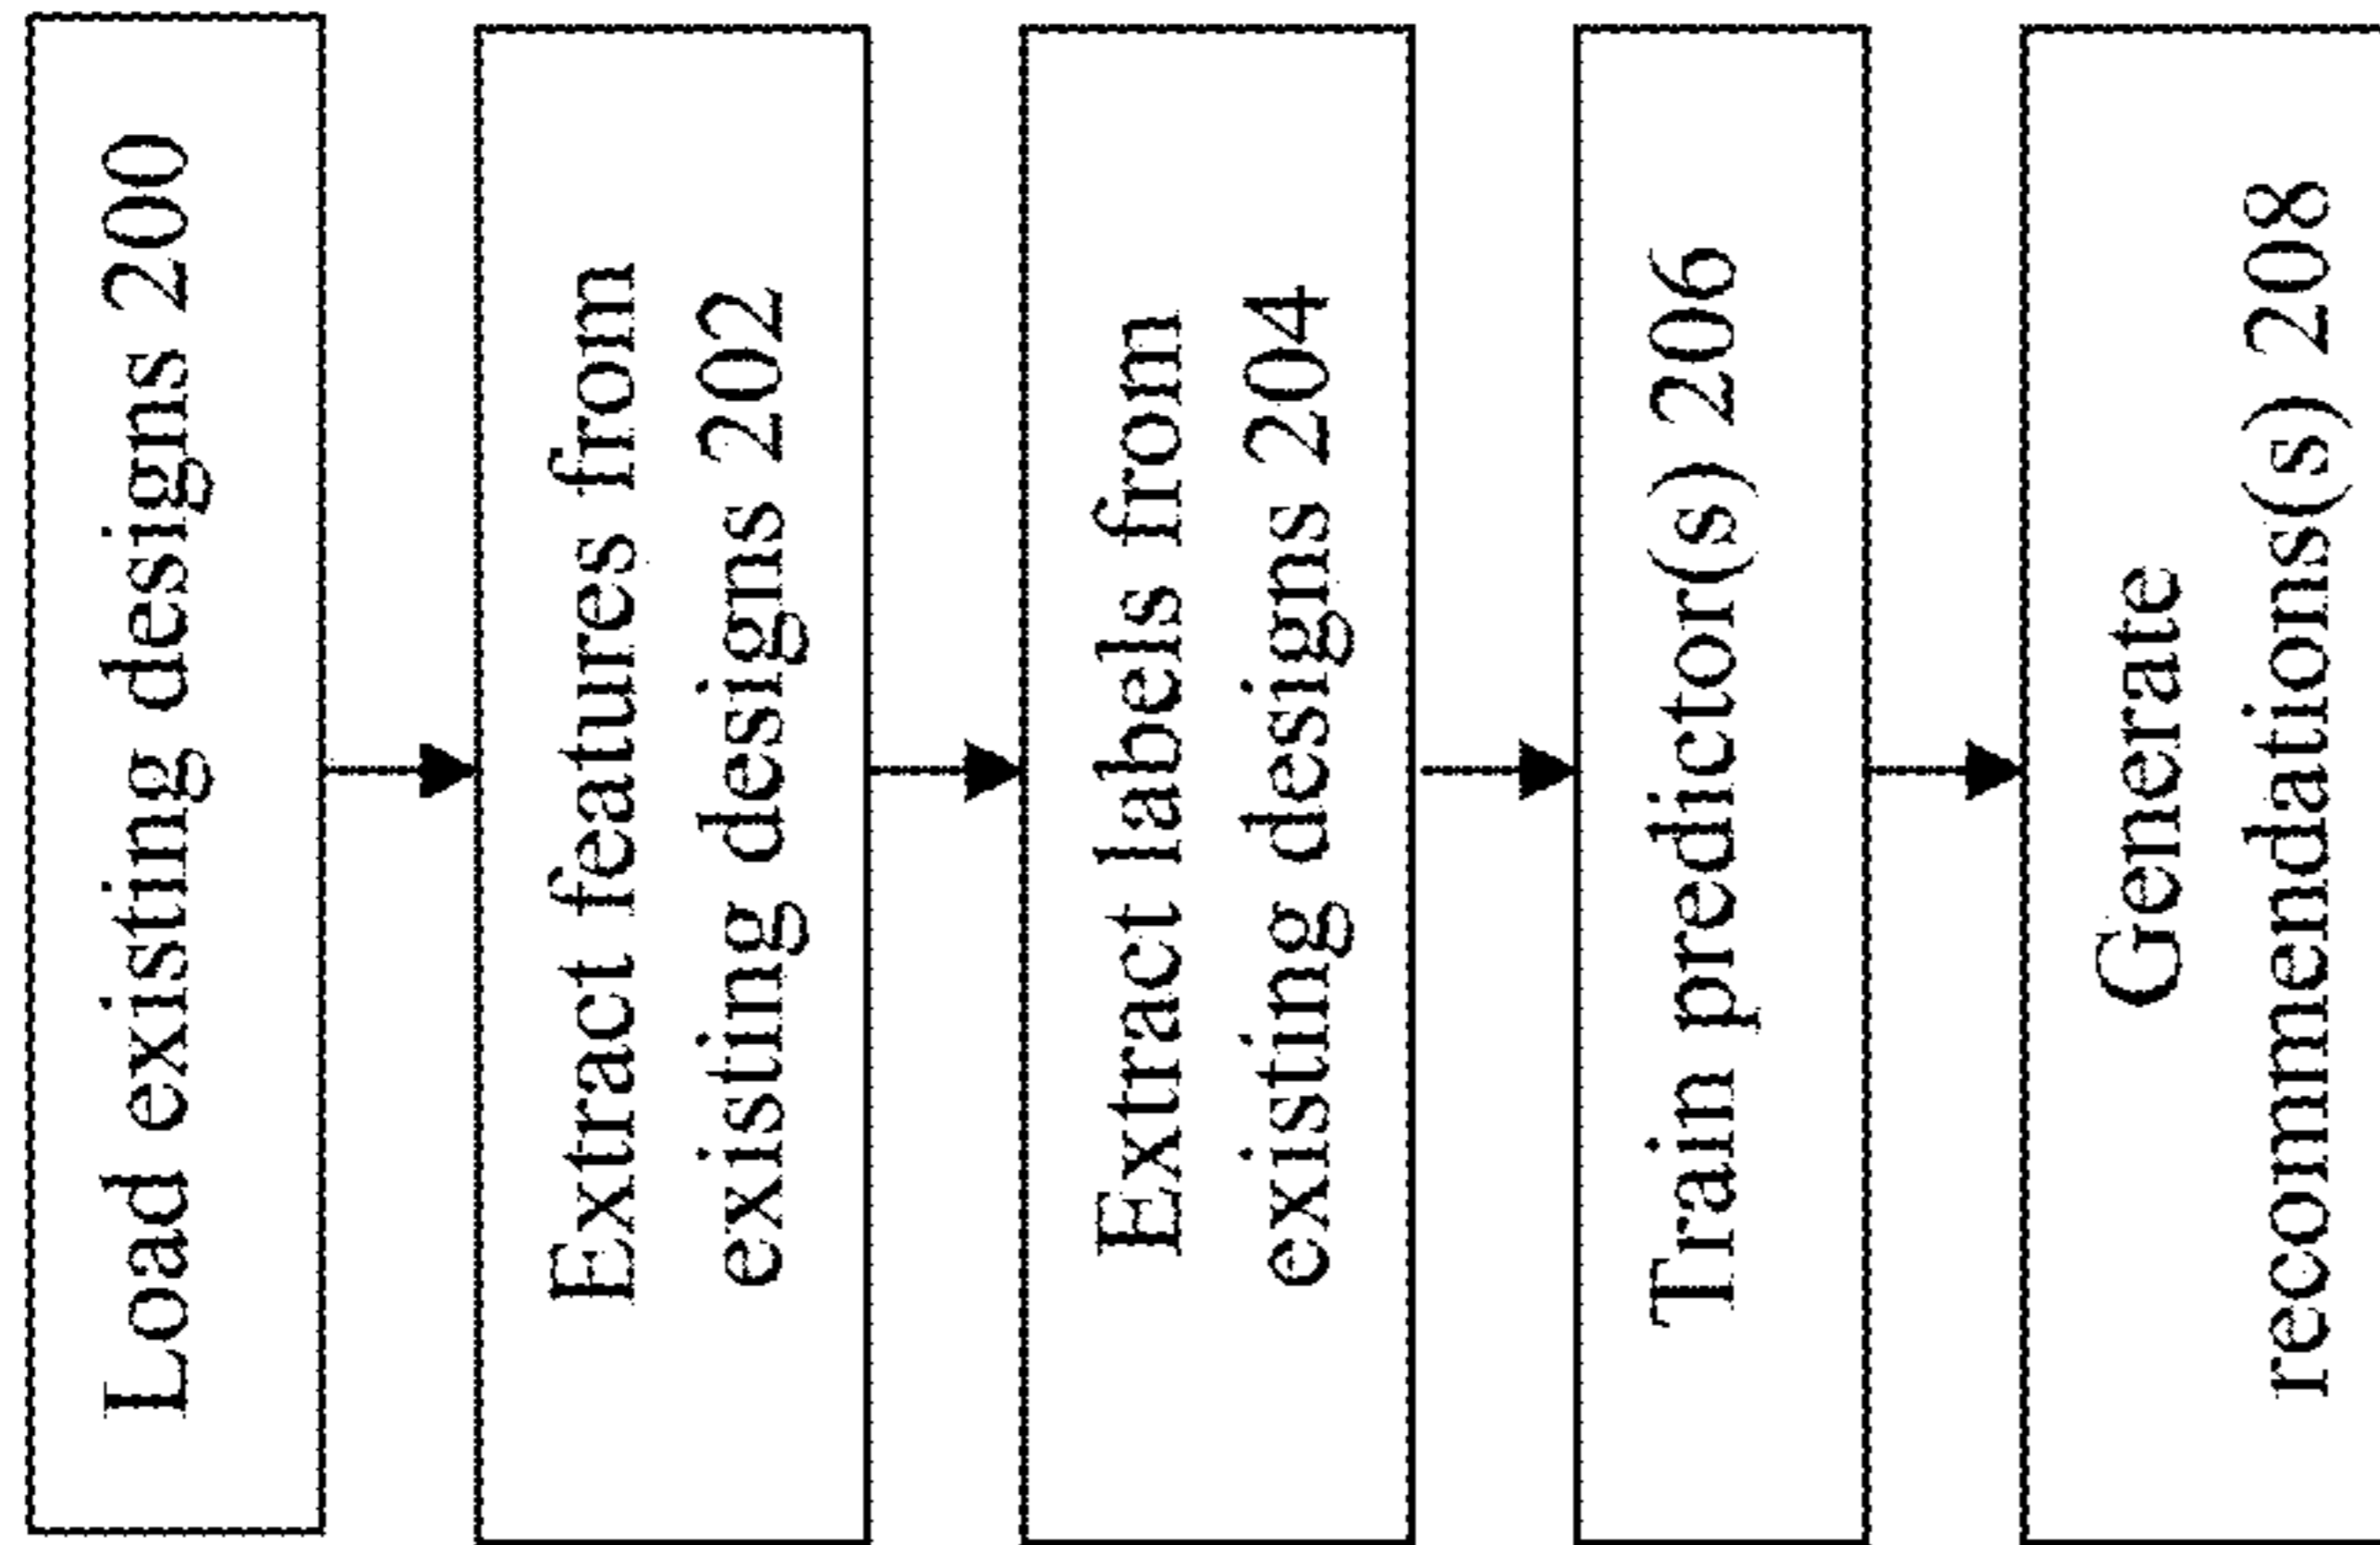 Load existing designs 200
Extract features from
existing designs 202
Extract labels from
existing designs 204
Train predictor(s) 206
Generate
recommendations(s) 208